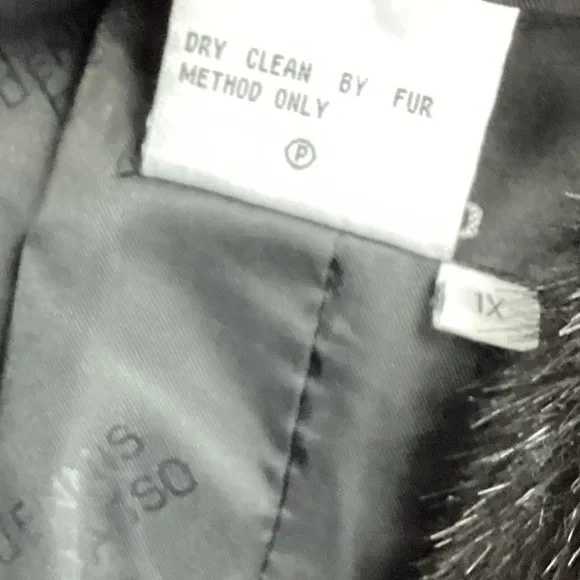 DRY CLEAN BY FUR
METHOD ONLY
P
1X